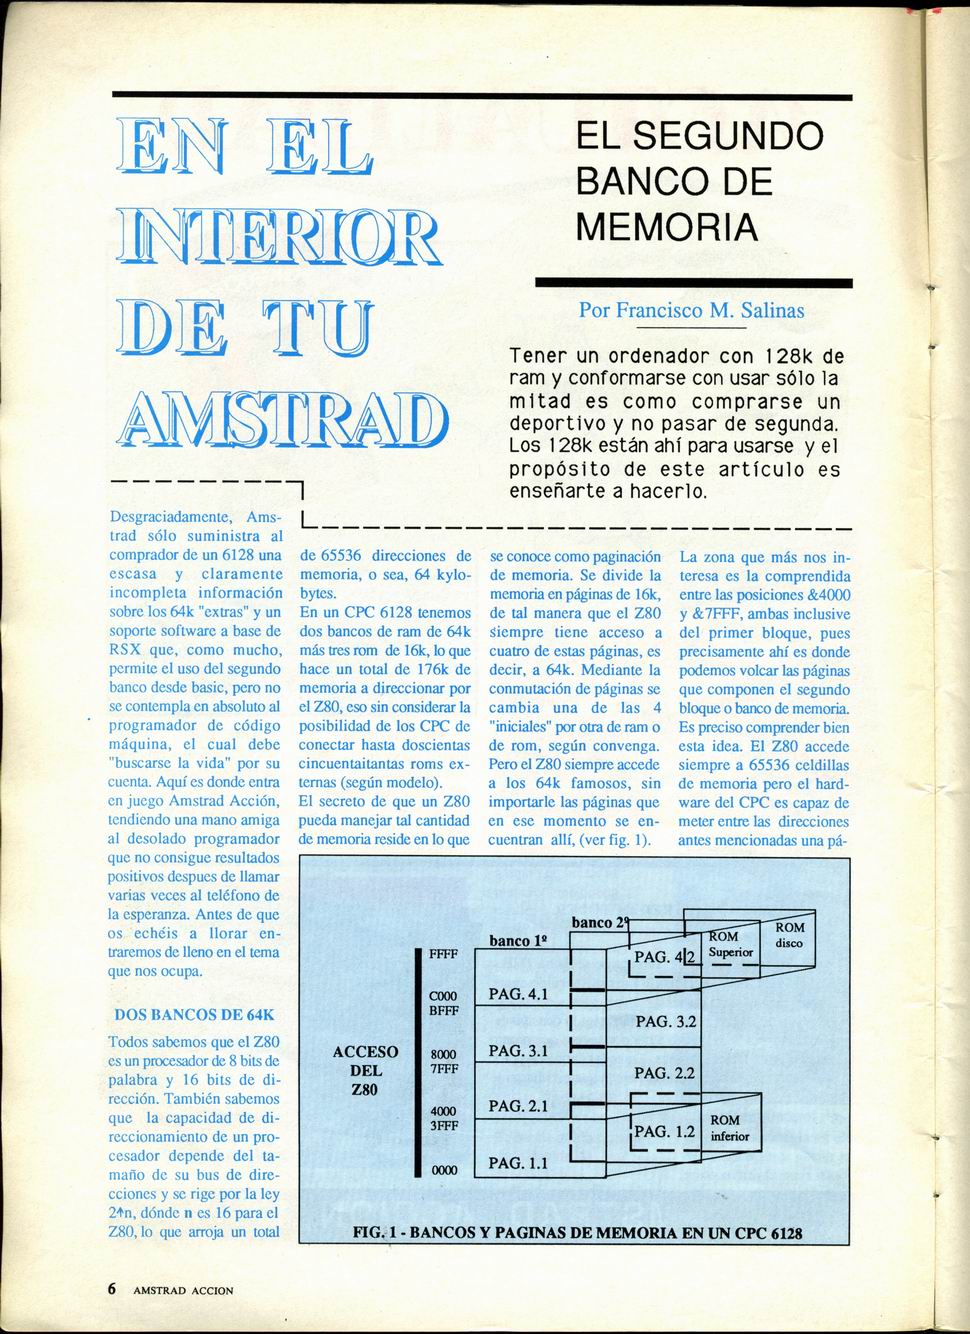 EN EL
INTERIOR
DE TU
AMSTRAD
EL SEGUNDO
BANCO DE
MEMORIA
Por Francisco M. Salinas
Tener un ordenador con 128k de
ram y conformarse con usar sólo la
mitad es como comprarse un
deportivo y no pasar de segunda.
Los 128k están ahí para usarse y el
propósito de este artículo es
enseñarte a hacerlo.
Desgraciadamente, Ams-
trad sólo suministra al
comprador de un 6128 una
escasa y claramente
incompleta información
sobre los 64k "extras" y un
soporte software a base de
RSX que, como mucho,
permite el uso del segundo
banco desde basic, pero no
se contempla en absoluto al
programador de código
máquina, el cual debe
"buscarse la vida" por su
cuenta. Aquí es donde entra
en juego Amstrad Acción,
tendiendo una mano amiga
al desolado programador
que no consigue resultados
positivos despues de llamar
varias veces al teléfono de
la esperanza. Antes de que
os echéis a llorar en-
traremos de lleno en el tema
que nos ocupa.
DOS BANCOS DE 64K
Todos sabemos que el Z80
es un procesador de 8 bits de
palabra y 16 bits de di-
rección. También sabemos
que la capacidad de di-
reccionamiento de un pro-
cesador depende del ta-
maño de su bus de dire-
cciones y se rige por la ley
2↑n, dónde n es 16 para el
Z80, lo que arroja un total
de 65536 direcciones de
memoria, o sea, 64 kylo-
bytes.
En un CPC 6128 tenemos
dos bancos de ram de 64k
más tres rom de 16k, lo que
hace un total de 176k de
memoria a direccionar por
el Z80, eso sin considerar la
posibilidad de los CPC de
conectar hasta doscientas
cincuentaitantas roms ex-
ternas (según modelo).
El secreto de que un Z80
pueda manejar tal cantidad
de memoria reside en lo que
se conoce como paginación
de memoria. Se divide la
memoria en páginas de 16k,
de tal manera que el Z80
siempre tiene acceso a
cuatro de estas páginas, es
decir, a 64k. Mediante la
conmutación de páginas se
cambia una de las 4
"iniciales" por otra de ram o
de rom, según convenga.
Pero el Z80 siempre accede
a los 64k famosos, sin
importarle las páginas que
en ese momento se en-
cuentran allí, (ver fig. 1).
La zona que más nos in-
teresa es la comprendida
entre las posiciones &4000
y &7FFF, ambas inclusive
del primer bloque, pues
precisamente ahí es donde
podemos volcar las páginas
que componen el segundo
bloque o banco de memoria.
Es preciso comprender bien
esta idea. El Z80 accede
siempre a 65536 celdillas
de memoria pero el hard-
ware del CPC es capaz de
meter entre las direcciones
antes mencionadas una pá-
banco 1º
banco 2º
ROM
Superior
ROM
disco
ACCESO
DEL
Z80
FFFF
C000
BFFF
8000
7FFF
4000
3FFF
0000
PAG. 4.1
PAG. 3.1
PAG. 2.1
PAG. 1.1
PAG. 4.2
PAG. 3.2
PAG. 2.2
PAG. 1.2
ROM
inferior
FIG. 1 - BANCOS Y PAGINAS DE MEMORIA EN UN CPC 6128
6 AMSTRAD ACCION